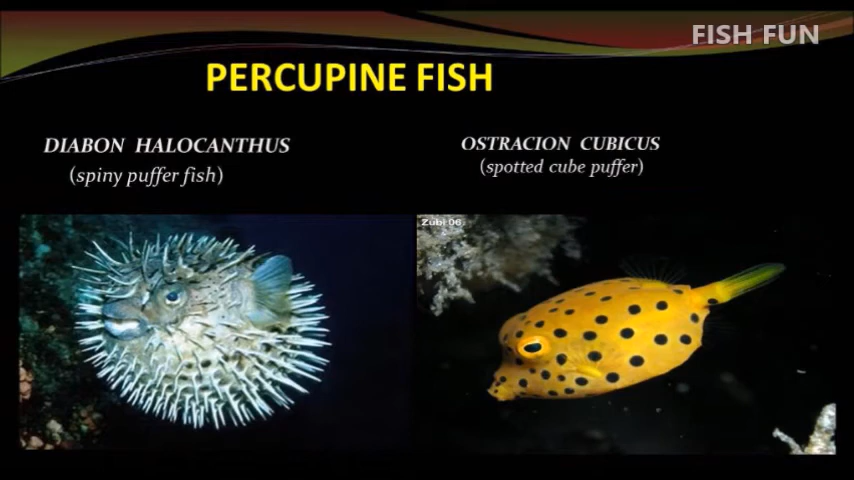 FISH FUN
PERCUPINE FISH
DIABON HALOCANTHUS
(spiny puffer fish)
OSTRACION CUBICUS
(spotted cube puffer)
Zubi 06